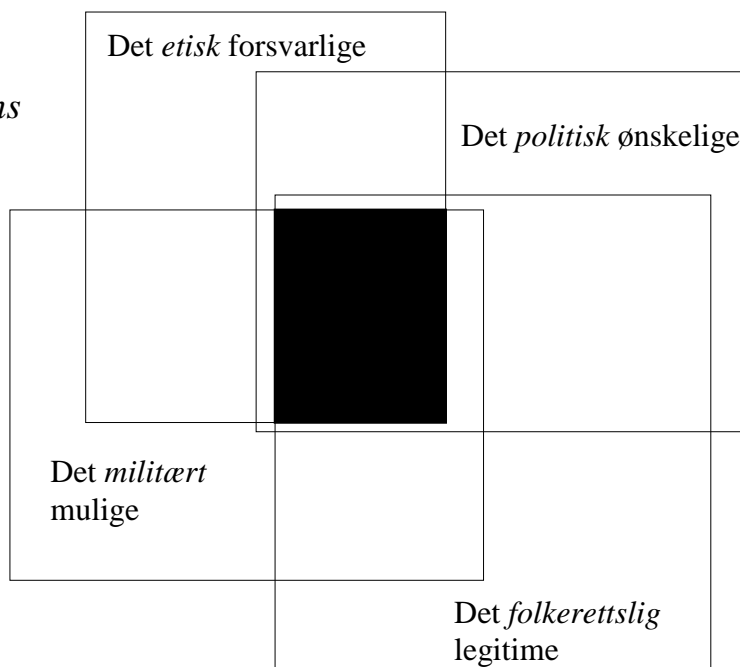 Det etisk forsvarlige
Det politisk ønskelige
Det militært
mulige
Det folkerettslig
legitime